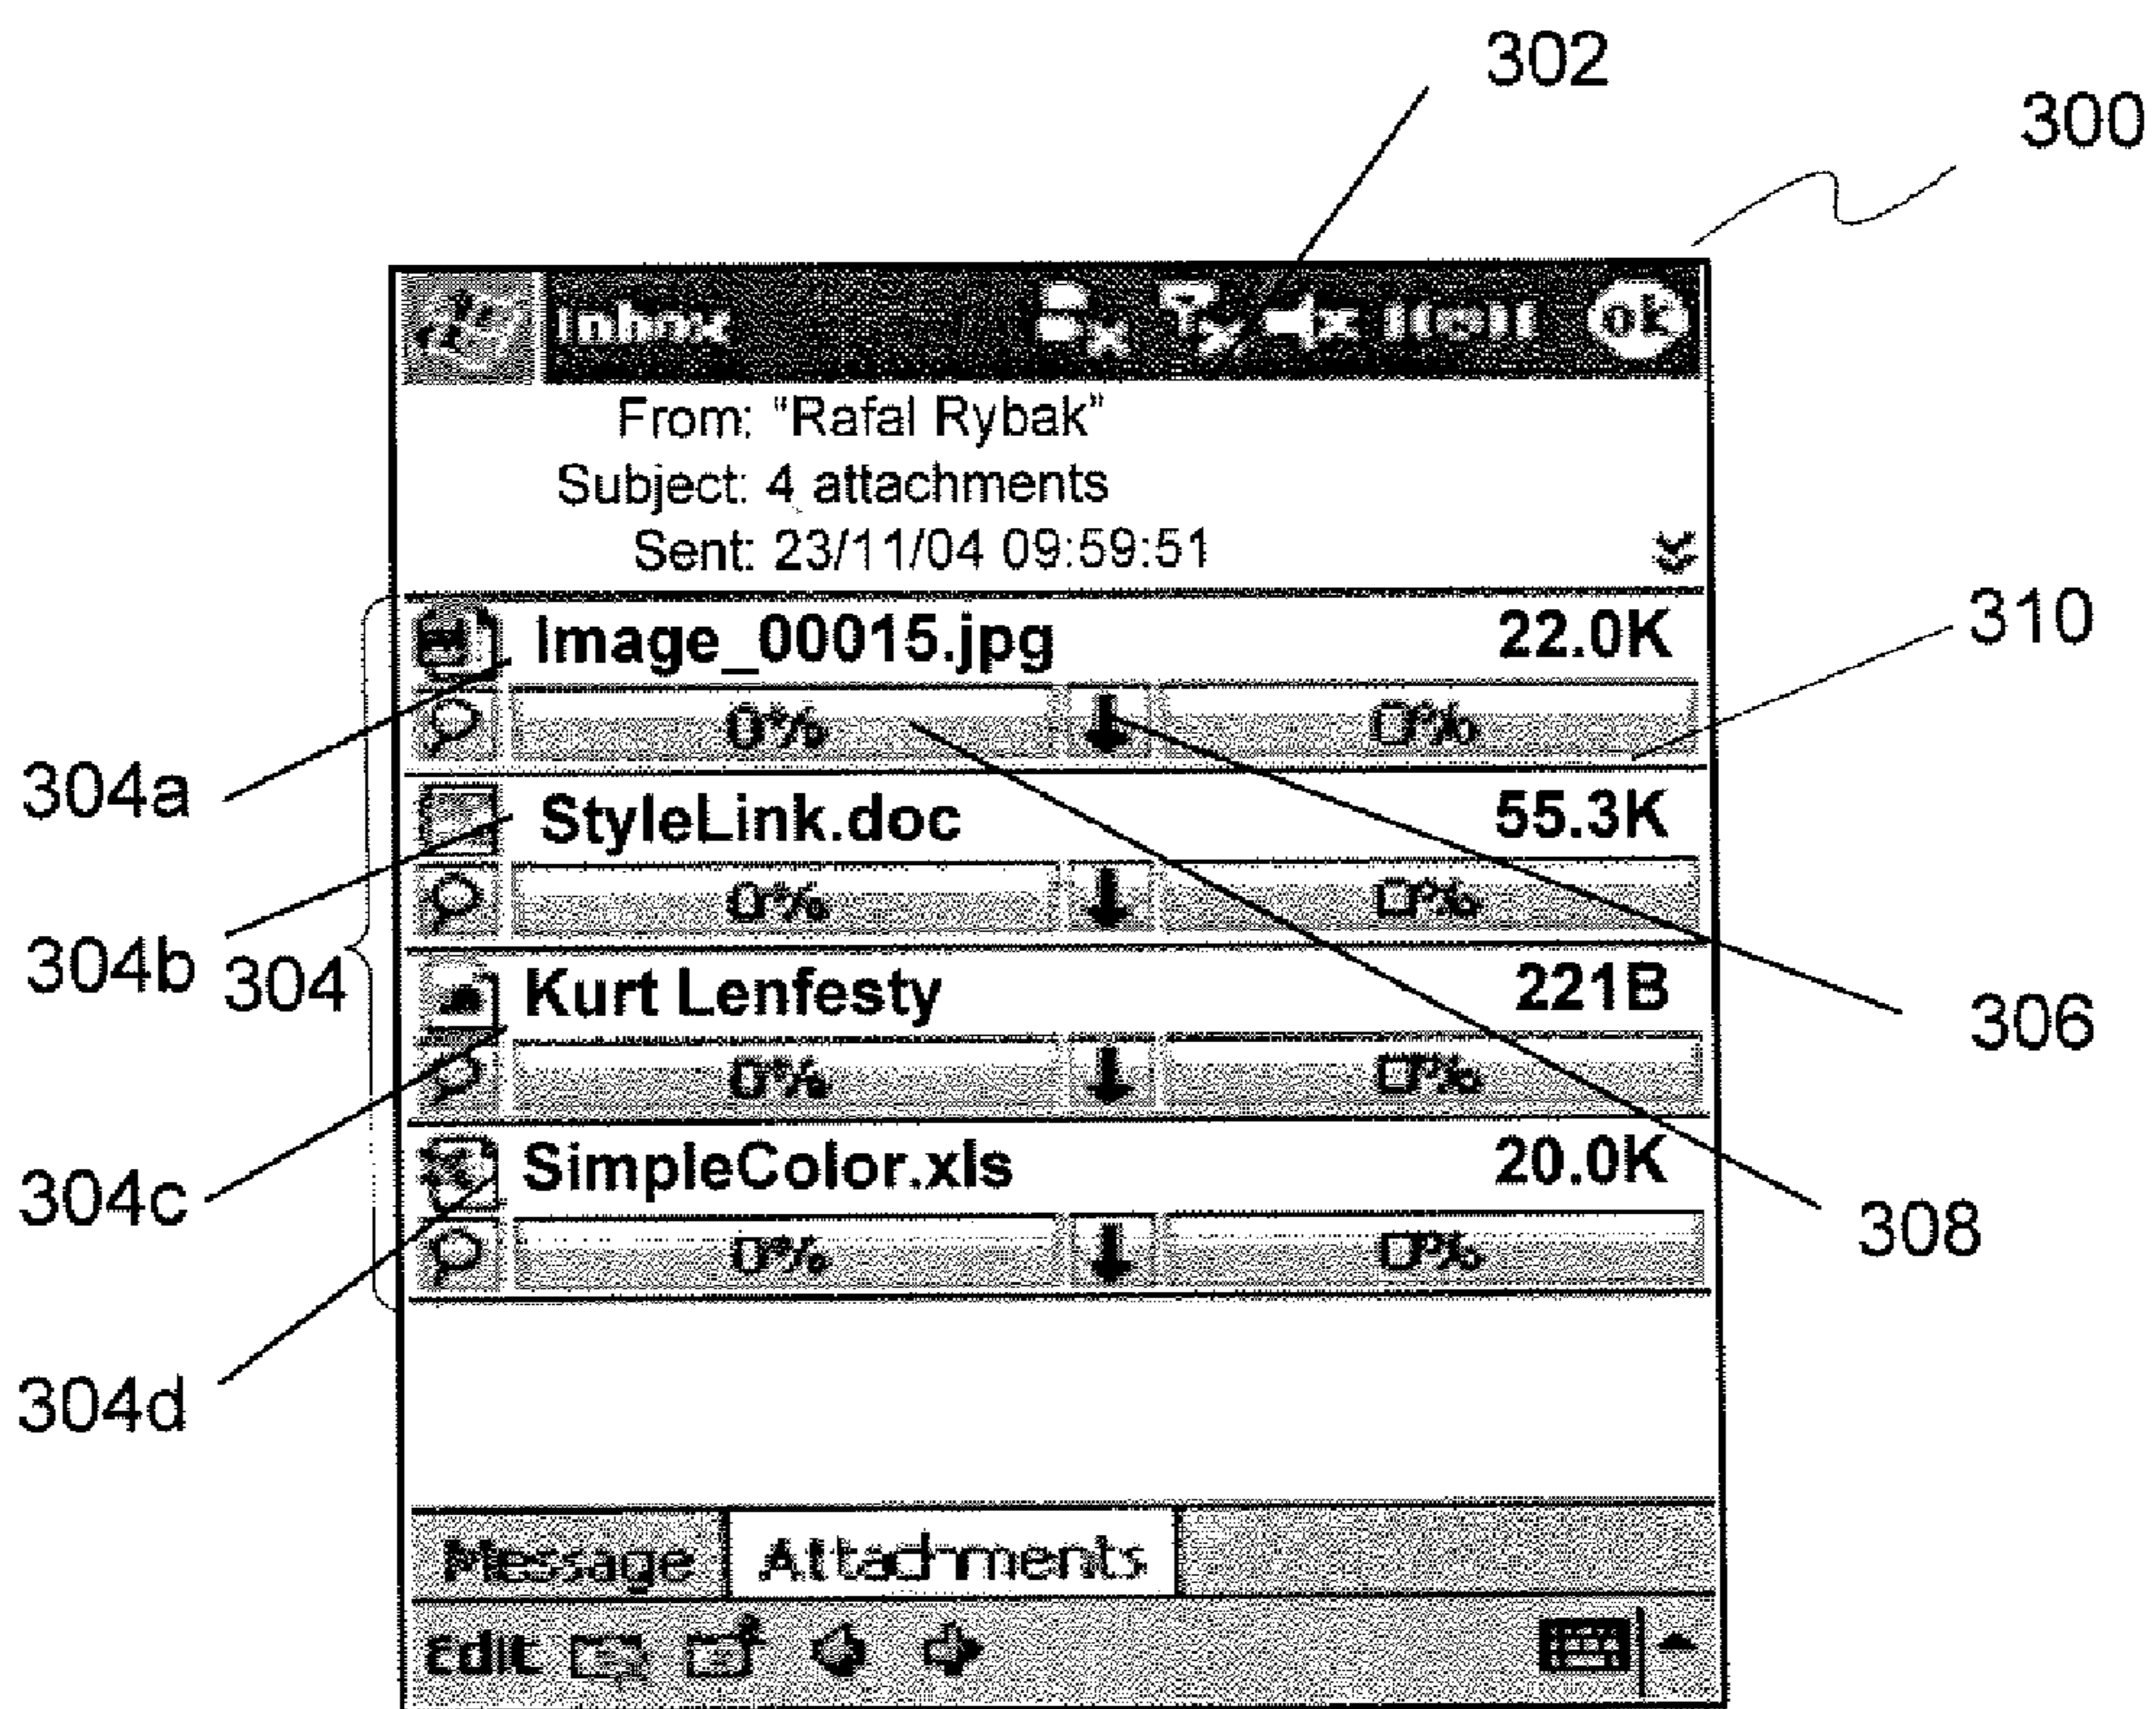 302
300
Inbox
ok
From: "Rafal Rybak"
Subject: 4 attachments
Sent: 23/11/04 09:59:51
Image_00015.jpg 22.0K
310
0% 0%
304a
StyleLink.doc 55.3K
0% 0%
304b 304
Kurt Lenfesty 221B
306
0% 0%
304c
SimpleColor.xls 20.0K
308
0% 0%
304d
Message Attachments
Edit